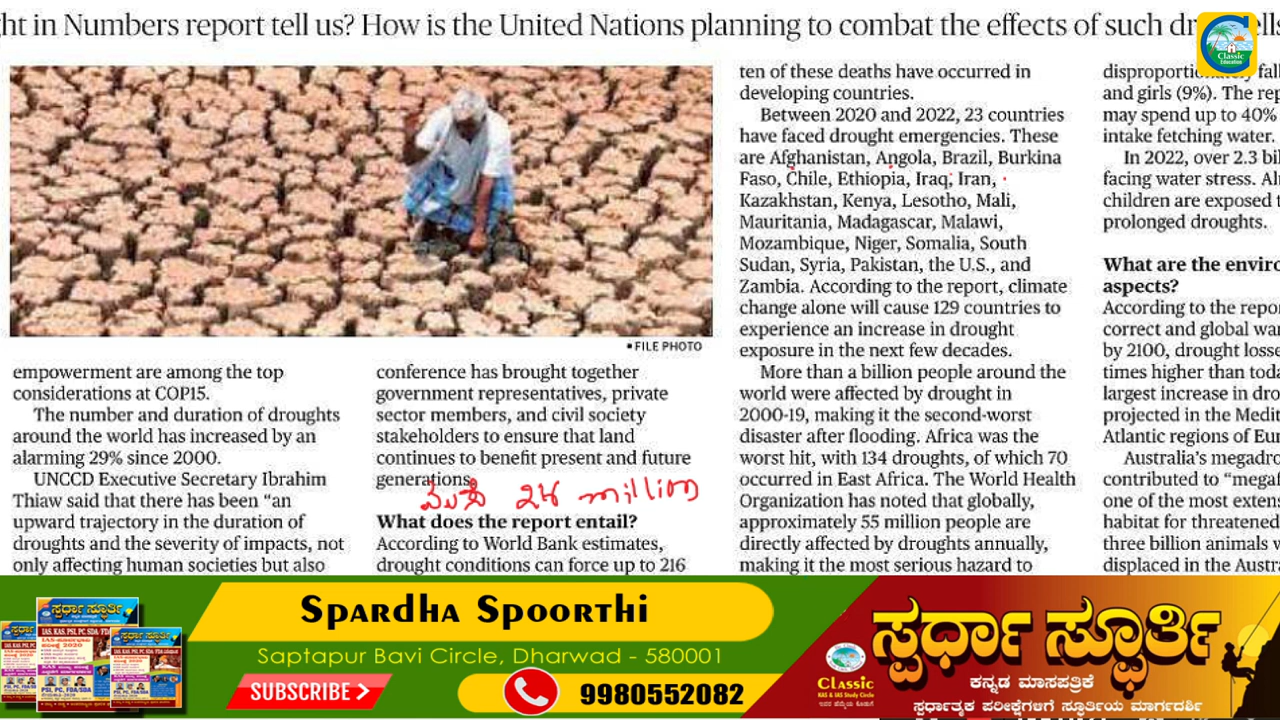 ht in Numbers report tell us? How is the United Nations planning to combat the effects of such
Classic
Education
FILE PHOTO
empowerment are among the top
considerations at COP15.
The number and duration of droughts
around the world has increased by an
alarming 29% since 2000.
UNCCD Executive Secretary Ibrahim
Thiaw said that there has been “an
upward trajectory in the duration of
droughts and the severity of impacts, not
only affecting human societies but also
conference has brought together
government representatives, private
sector members, and civil society
stakeholders to ensure that land
continues to benefit present and future
generations.
million
What does the report entail?
According to World Bank estimates,
drought conditions can force up to 216
ten of these deaths have occurred in
developing countries.
Between 2020 and 2022, 23 countries
have faced drought emergencies. These
are Afghanistan, Angola, Brazil, Burkina
Faso, Chile, Ethiopia, Iraq, Iran,
Kazakhstan, Kenya, Lesotho, Mali,
Mauritania, Madagascar, Malawi,
Mozambique, Niger, Somalia, South
Sudan, Syria, Pakistan, the U.S., and
Zambia. According to the report, climate
change alone will cause 129 countries to
experience an increase in drought
exposure in the next few decades.
More than a billion people around the
world were affected by drought in
2000-19, making it the second-worst
disaster after flooding. Africa was the
worst hit, with 134 droughts, of which 70
occurred in East Africa. The World Health
Organization has noted that globally,
approximately 55 million people are
directly affected by droughts annually,
making it the most serious hazard to
disproportionately fall
and girls (9%). The rep
may spend up to 40%
intake fetching water.
In 2022, over 2.3 bil
facing water stress. Al
children are exposed t
prolonged droughts.
What are the enviro
aspects?
According to the repo
correct and global wa
by 2100, drought losse
times higher than toda
largest increase in dro
projected in the Medit
Atlantic regions of Eu
Australia’s megadro
contributed to “megaf
one of the most exten
habitat for threatened
three billion animals w
displaced in the Austra
Spardha Spoorthi
Saptapur Bavi Circle, Dharwad - 580001
SUBSCRIBE >
9980552082
ಸ್ಪರ್ಧಾ ಸ್ಫೂರ್ತಿ
Classic
KAS & IAS Study Circle
ಕನ್ನಡ ಮಾಸಪತ್ರಿಕೆ
ಸ್ಪರ್ಧಾತ್ಮಕ ಪರೀಕ್ಷೆಗಳಿಗೆ ಸ್ಫೂರ್ತಿಯ ಮಾರ್ಗದರ್ಶಿ